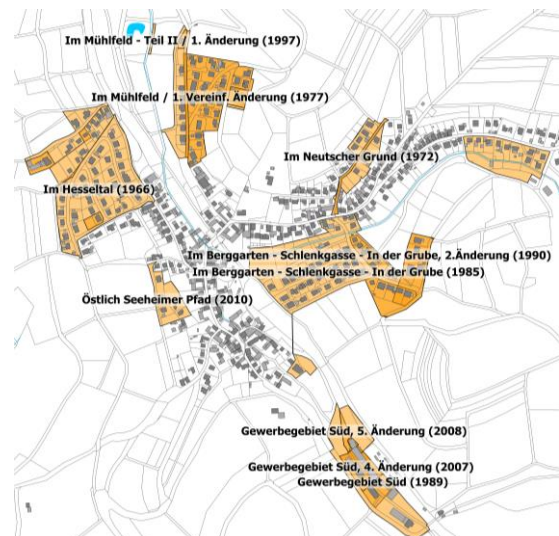 Im Mühlfeld - Teil II / 1. Änderung (1997)
Im Mühlfeld / 1. Vereinf. Änderung (1977)
Im Neutscher Grund (1972)
Im Hesseltal (1966)
Im Berggarten - Schlenkgasse - In der Grube, 2.Änderung (1990)
Im Berggarten - Schlenkgasse - In der Grube (1985)
Östlich Seeheimer Pfad (2010)
Gewerbegebiet Süd, 5. Änderung (2008)
Gewerbegebiet Süd, 4. Änderung (2007)
Gewerbegebiet Süd (1989)